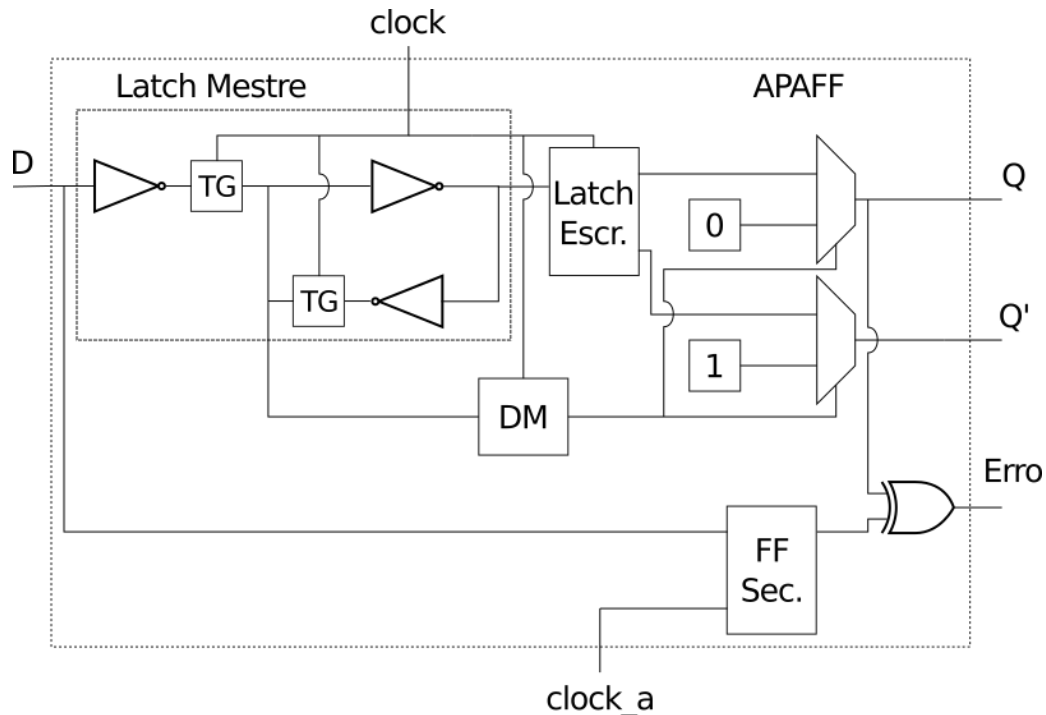 clock
Latch Mestre
APAFF
D
TG
Latch
Escr.
Q
0
TG
Q'
1
DM
Erro
FF
Sec.
clock_a